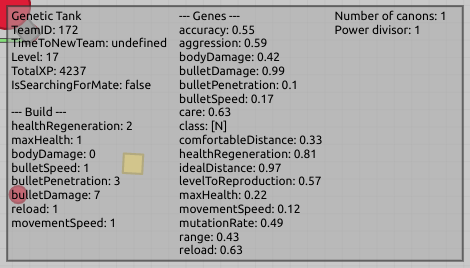 Genetic Tank
TeamID: 172
TimeToNewTeam: undefined
Level: 17
TotalXP: 4237
IsSearchingForMate: false
--- Build ---
healthRegeneration: 2
maxHealth: 1
bodyDamage: 0
bulletSpeed: 1
bulletPenetration: 3
bulletDamage: 7
reload: 1
movementSpeed: 1
--- Genes ---
accuracy: 0.55
aggression: 0.59
bodyDamage: 0.42
bulletDamage: 0.99
bulletPenetration: 0.1
bulletSpeed: 0.17
care: 0.63
class: [N]
comfortableDistance: 0.33
healthRegeneration: 0.81
idealDistance: 0.97
levelToReproduction: 0.57
maxHealth: 0.22
movementSpeed: 0.12
mutationRate: 0.49
range: 0.43
reload: 0.63
Number of canons: 1
Power divisor: 1